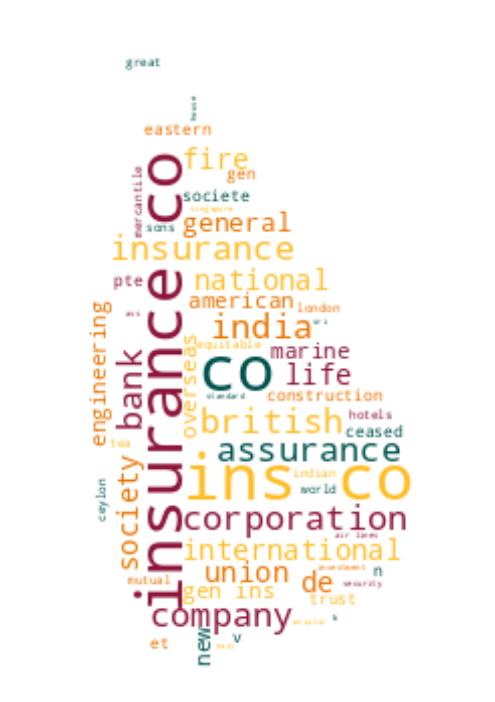 great
house
eastern
fire
gen
mercantile
societe
singapore
sons
general
insurance
national
pte
american
london
insurance co
india
equitable
engineering
bank
overseas
co
marine
life
standard
construction
british
hotels
ceased
tea
assurance
society
ins co
indian
world
ceylon
corporation
air lines
international
investment
union
de
n
mutual
security
gen ins
trust
company
et
new
v